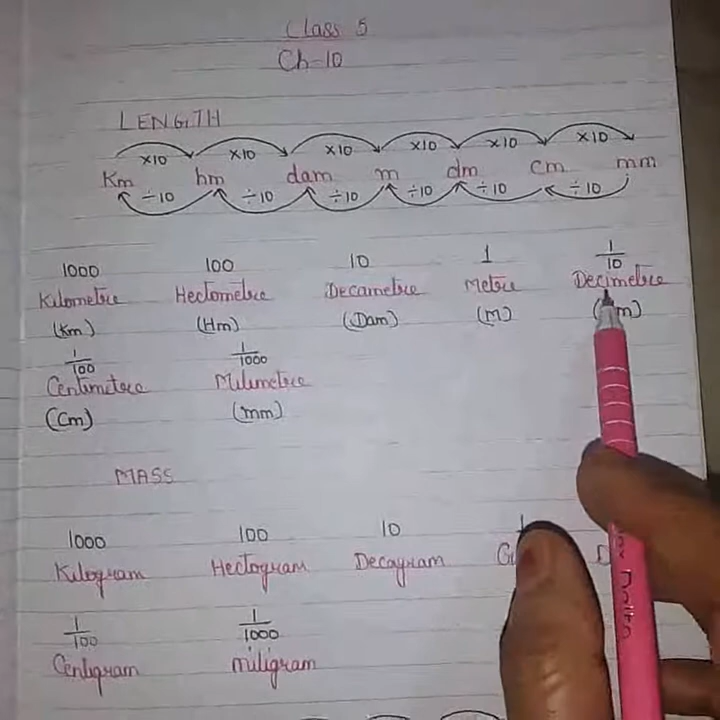 Class 5
Ch-10
LENGTH
×10 ×10 ×10 ×10 ×10 ×10
Km hm dam m dm cm mm
÷10 ÷10 ÷10 ÷10 ÷10 ÷10
1000 100 10 1 1/10
Kilometre Hectometre Decametre Metre Decimetre
(Km) (Hm) (Dam) (M) m)
1/100 1/1000
Centimetre Milimetre
(Cm) (mm)
MASS
1000 100 10
Kilogram Hectogram Decagram G D
1/100 1/1000
Centigram miligram